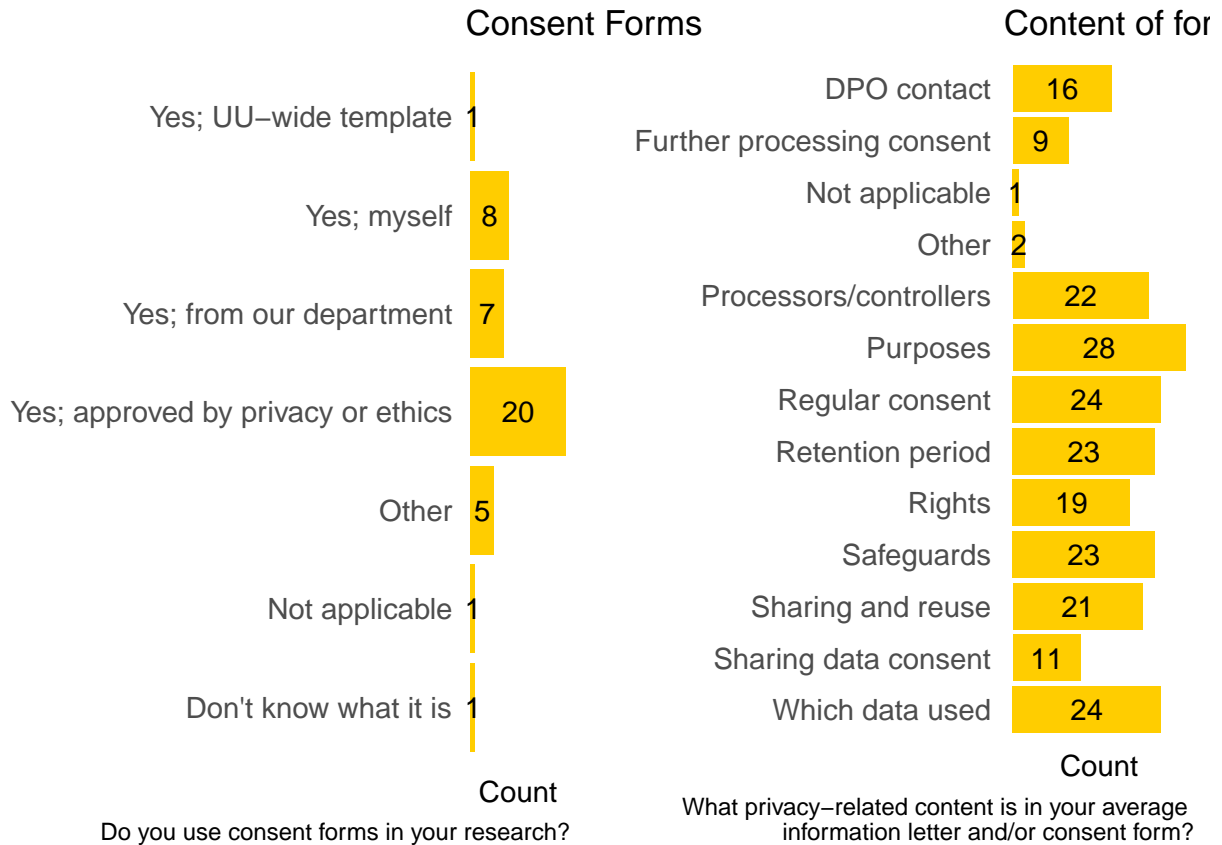 Consent Forms
Yes; UU−wide template 1
Yes; myself 8
Yes; from our department 7
Yes; approved by privacy or ethics 20
Other 5
Not applicable 1
Don't know what it is 1
Count
Do you use consent forms in your research?
Content of for
DPO contact 16
Further processing consent 9
Not applicable 1
Other 2
Processors/controllers 22
Purposes 28
Regular consent 24
Retention period 23
Rights 19
Safeguards 23
Sharing and reuse 21
Sharing data consent 11
Which data used 24
Count
What privacy−related content is in your average
information letter and/or consent form?